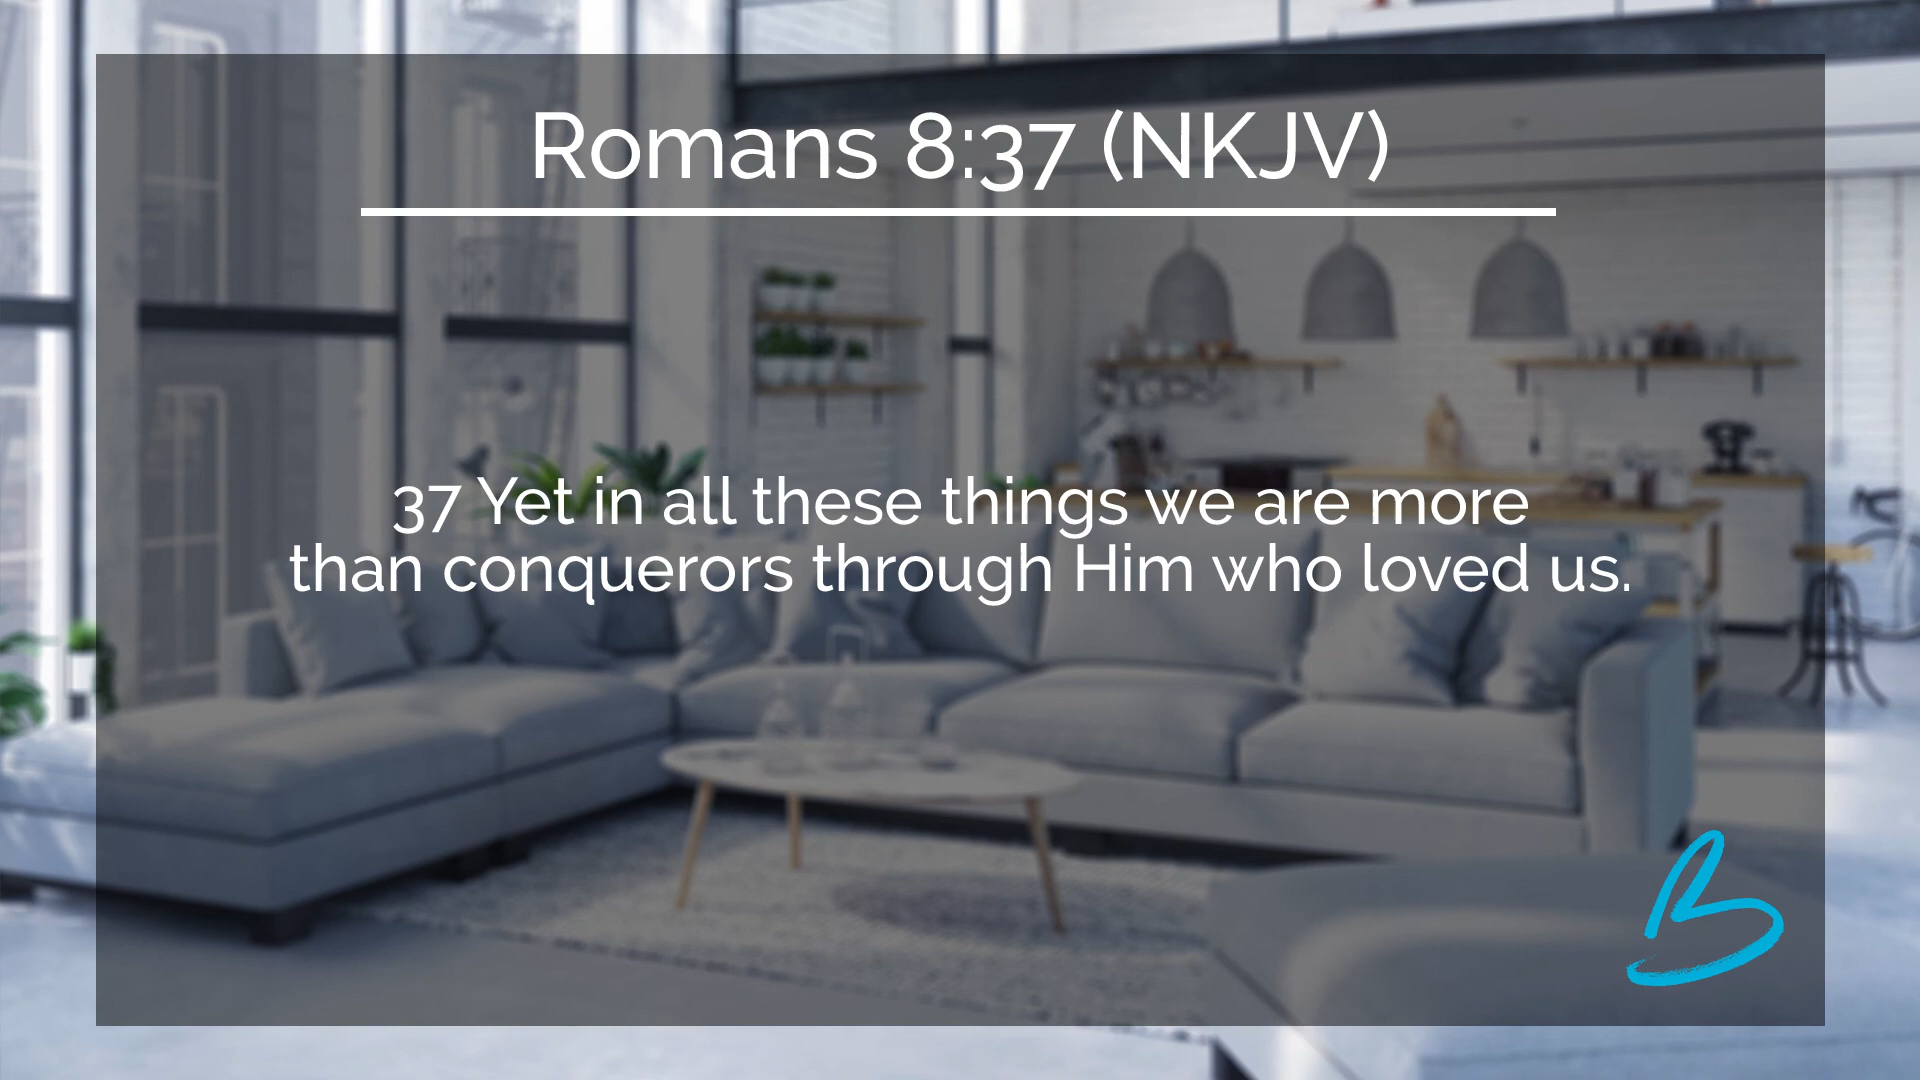 Romans 8:37 (NKJV)
37 Yet in all these things we are more
than conquerors through Him who loved us.
B